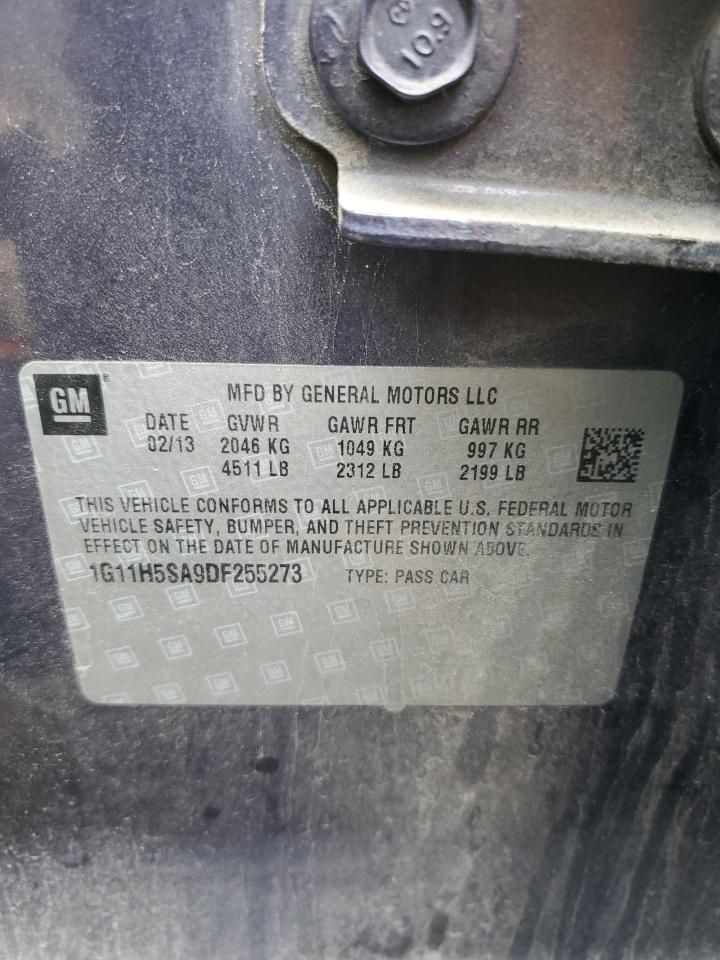 10.9
GM
MFD BY GENERAL MOTORS LLC
DATE GVWR GAWR FRT GAWR RR
02/13 2046 KG 1049 KG 997 KG
4511 LB 2312 LB 2199 LB
THIS VEHICLE CONFORMS TO ALL APPLICABLE U.S. FEDERAL MOTOR
VEHICLE SAFETY, BUMPER, AND THEFT PREVENTION STANDARDS IN
EFFECT ON THE DATE OF MANUFACTURE SHOWN ABOVE.
1G11H5SA9DF255273 TYPE: PASS CAR